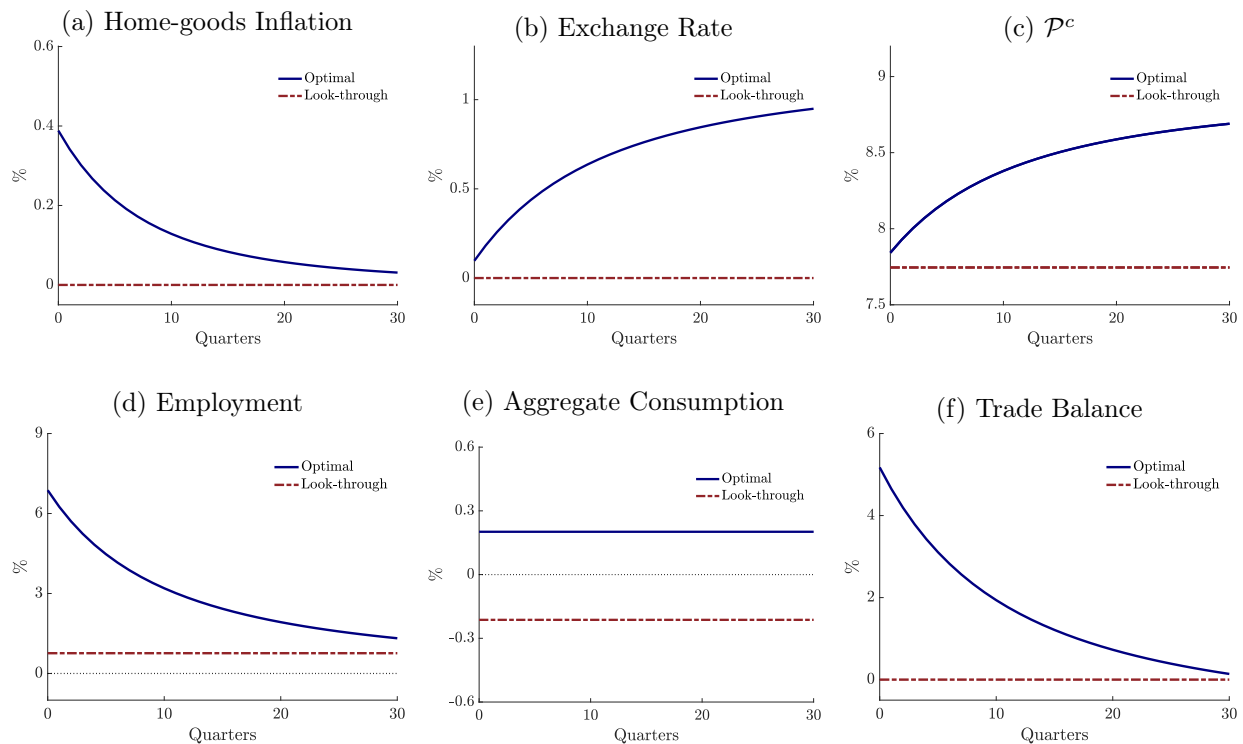 (a) Home-goods Inflation
0.6
0.4
0.2
0
%
0 10 20 30
Quarters
Optimal
Look-through
(b) Exchange Rate
1
0.5
0
%
0 10 20 30
Quarters
Optimal
Look-through
(c) 𝒫ᶜ
9
8.5
8
7.5
%
0 10 20 30
Quarters
Optimal
Look-through
(d) Employment
9
6
3
0
%
0 10 20 30
Quarters
Optimal
Look-through
(e) Aggregate Consumption
0.6
0.3
0
-0.3
-0.6
%
0 10 20 30
Quarters
Optimal
Look-through
(f) Trade Balance
6
4
2
0
%
0 10 20 30
Quarters
Optimal
Look-through